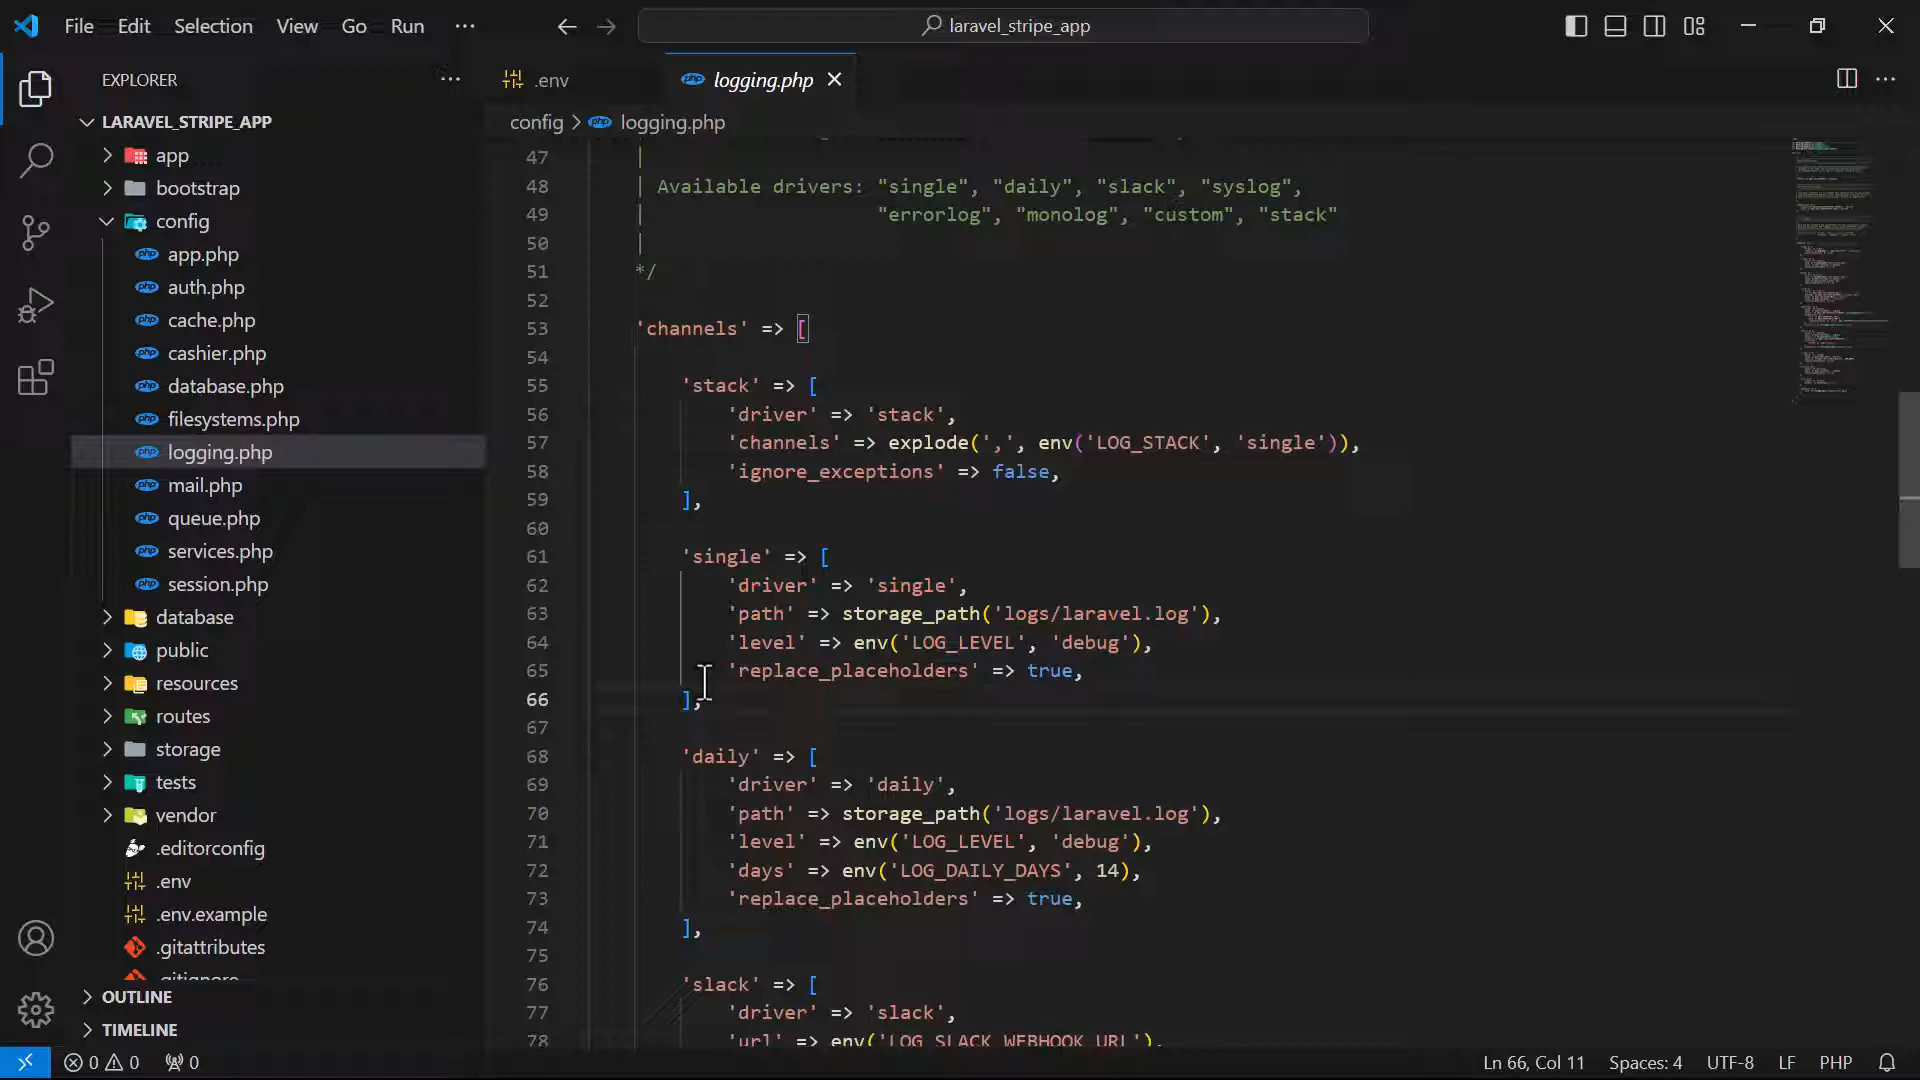 File Edit Selection View Go Run ···
laravel_stripe_app
EXPLORER ···
LARAVEL_STRIPE_APP
app
bootstrap
config
app.php
auth.php
cache.php
cashier.php
database.php
filesystems.php
logging.php
mail.php
queue.php
services.php
session.php
database
public
resources
routes
storage
tests
vendor
.editorconfig
.env
.env.example
.gitattributes
.gitignore
OUTLINE
TIMELINE
.env
php logging.php
config > php logging.php
47 |
48 | Available drivers: "single", "daily", "slack", "syslog",
49 | "errorlog", "monolog", "custom", "stack"
50 |
51 */
52
53 'channels' => [
54
55 'stack' => [
56 'driver' => 'stack',
57 'channels' => explode(',', env('LOG_STACK', 'single')),
58 'ignore_exceptions' => false,
59 ],
60
61 'single' => [
62 'driver' => 'single',
63 'path' => storage_path('logs/laravel.log'),
64 'level' => env('LOG_LEVEL', 'debug'),
65 'replace_placeholders' => true,
66 ],
67
68 'daily' => [
69 'driver' => 'daily',
70 'path' => storage_path('logs/laravel.log'),
71 'level' => env('LOG_LEVEL', 'debug'),
72 'days' => env('LOG_DAILY_DAYS', 14),
73 'replace_placeholders' => true,
74 ],
75
76 'slack' => [
77 'driver' => 'slack',
78 'url' => env('LOG_SLACK_WEBHOOK_URL'),
0 0 0 Ln 66, Col 11 Spaces: 4 UTF-8 LF PHP